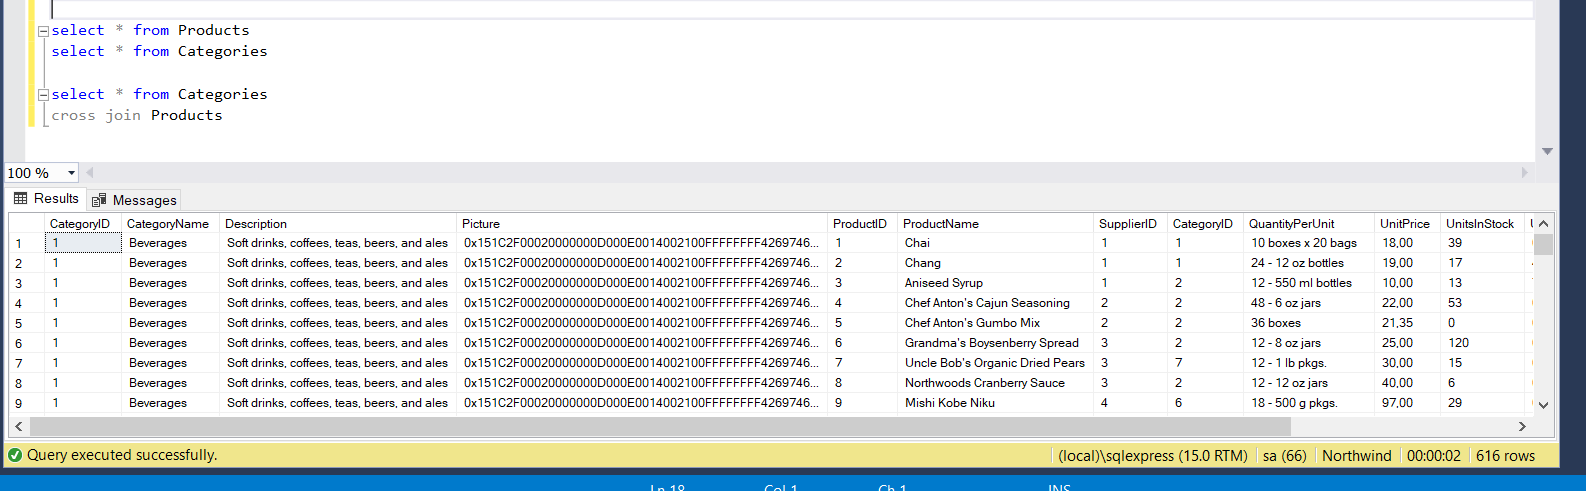 select * from Products
select * from Categories
select * from Categories
cross join Products
100 %
Results Messages
CategoryID CategoryName Description Picture ProductID ProductName SupplierID CategoryID QuantityPerUnit UnitPrice UnitsInStock
1 1 Beverages Soft drinks, coffees, teas, beers, and ales 0x151C2F00020000000D000E0014002100FFFFFFFF4269746... 1 Chai 1 1 10 boxes x 20 bags 18,00 39
2 1 Beverages Soft drinks, coffees, teas, beers, and ales 0x151C2F00020000000D000E0014002100FFFFFFFF4269746... 2 Chang 1 1 24 - 12 oz bottles 19,00 17
3 1 Beverages Soft drinks, coffees, teas, beers, and ales 0x151C2F00020000000D000E0014002100FFFFFFFF4269746... 3 Aniseed Syrup 1 2 12 - 550 ml bottles 10,00 13
4 1 Beverages Soft drinks, coffees, teas, beers, and ales 0x151C2F00020000000D000E0014002100FFFFFFFF4269746... 4 Chef Anton's Cajun Seasoning 2 2 48 - 6 oz jars 22,00 53
5 1 Beverages Soft drinks, coffees, teas, beers, and ales 0x151C2F00020000000D000E0014002100FFFFFFFF4269746... 5 Chef Anton's Gumbo Mix 2 2 36 boxes 21,35 0
6 1 Beverages Soft drinks, coffees, teas, beers, and ales 0x151C2F00020000000D000E0014002100FFFFFFFF4269746... 6 Grandma's Boysenberry Spread 3 2 12 - 8 oz jars 25,00 120
7 1 Beverages Soft drinks, coffees, teas, beers, and ales 0x151C2F00020000000D000E0014002100FFFFFFFF4269746... 7 Uncle Bob's Organic Dried Pears 3 7 12 - 1 lb pkgs. 30,00 15
8 1 Beverages Soft drinks, coffees, teas, beers, and ales 0x151C2F00020000000D000E0014002100FFFFFFFF4269746... 8 Northwoods Cranberry Sauce 3 2 12 - 12 oz jars 40,00 6
9 1 Beverages Soft drinks, coffees, teas, beers, and ales 0x151C2F00020000000D000E0014002100FFFFFFFF4269746... 9 Mishi Kobe Niku 4 6 18 - 500 g pkgs. 97,00 29
Query executed successfully. (local)\sqlexpress (15.0 RTM) sa (66) Northwind 00:00:02 616 rows
Ln 18 Col 1 Ch 1 INS